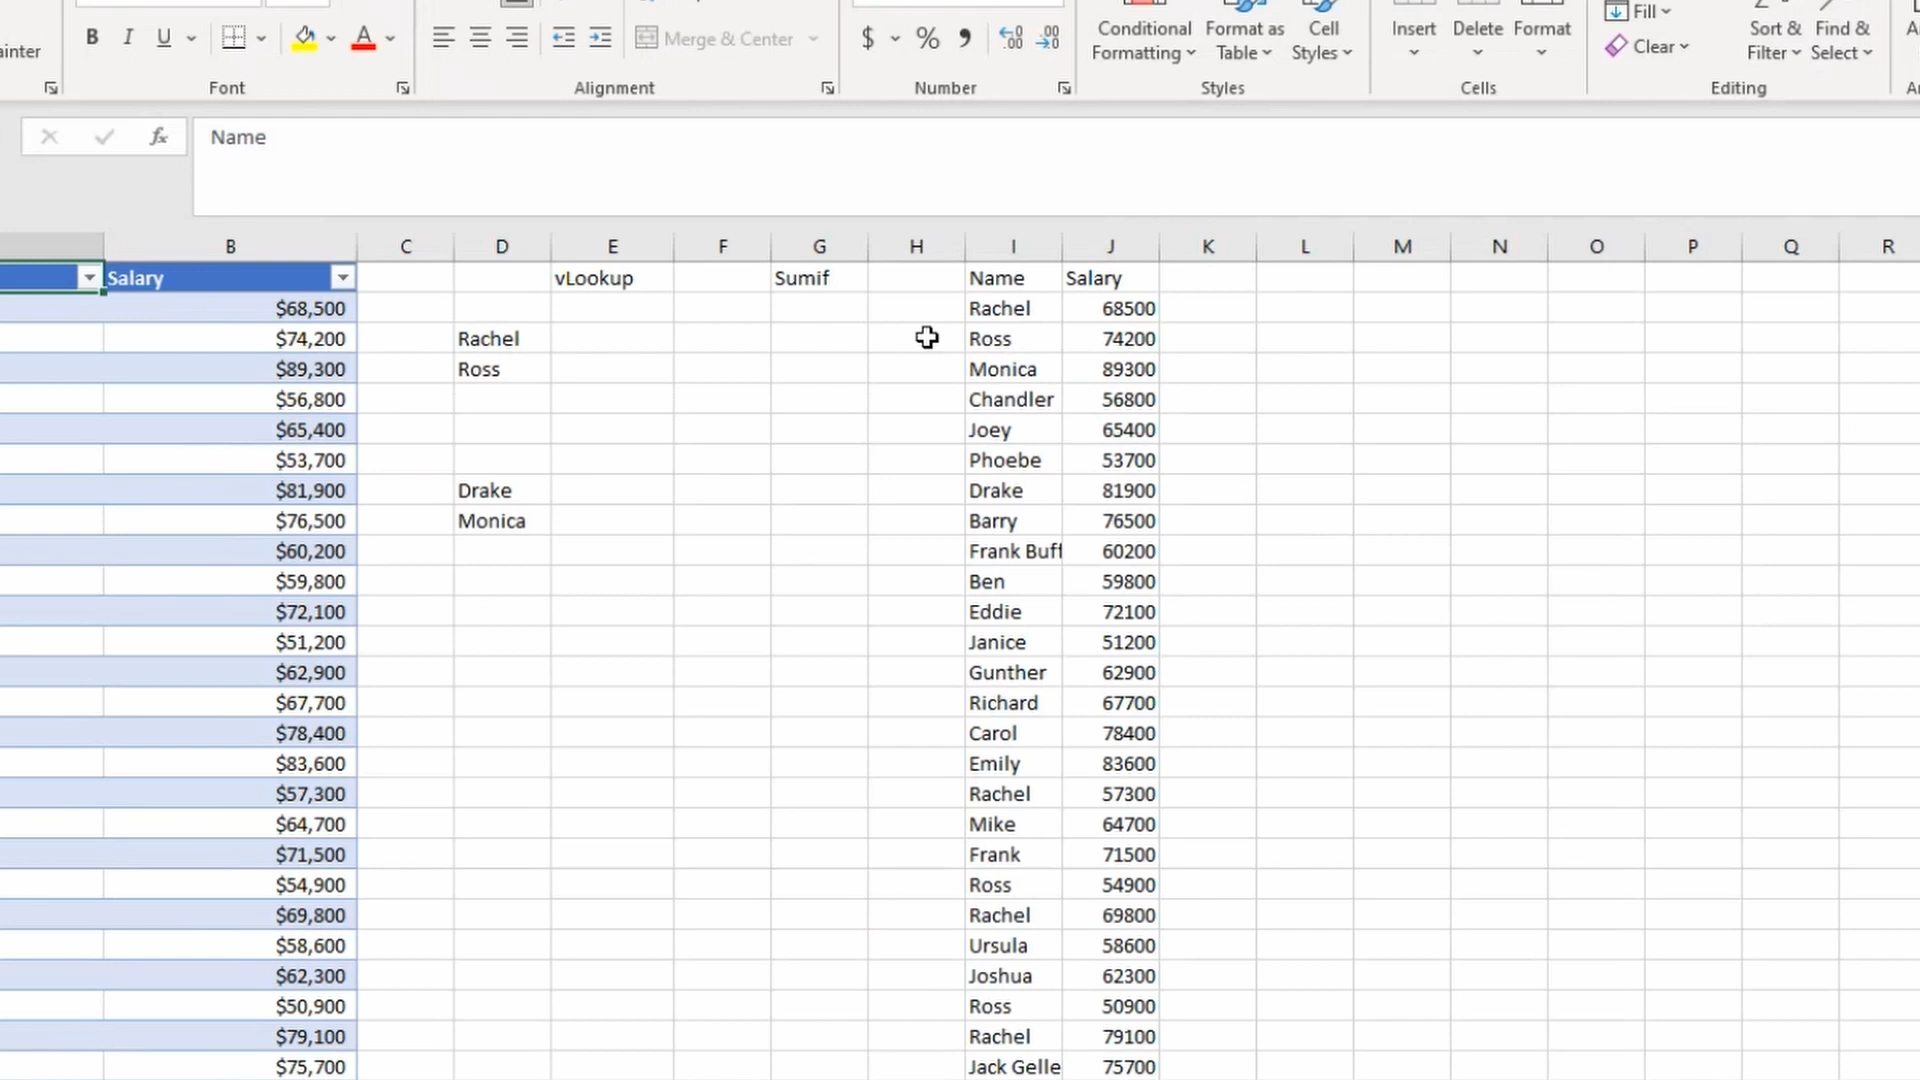 B I U $ % 9 Merge & Center Conditional Formatting Format as Table Cell Styles Insert Delete Format Fill Clear Sort & Filter Find & Select
Font Alignment Number Styles Cells Editing
fx Name
B C D E F G H I J K L M N O P Q R
Salary vLookup Sumif Name Salary
$68,500 Rachel 68500
$74,200 Rachel Ross 74200
$89,300 Ross Monica 89300
$56,800 Chandler 56800
$65,400 Joey 65400
$53,700 Phoebe 53700
$81,900 Drake Drake 81900
$76,500 Monica Barry 76500
$60,200 Frank Buff 60200
$59,800 Ben 59800
$72,100 Eddie 72100
$51,200 Janice 51200
$62,900 Gunther 62900
$67,700 Richard 67700
$78,400 Carol 78400
$83,600 Emily 83600
$57,300 Rachel 57300
$64,700 Mike 64700
$71,500 Frank 71500
$54,900 Ross 54900
$69,800 Rachel 69800
$58,600 Ursula 58600
$62,300 Joshua 62300
$50,900 Ross 50900
$79,100 Rachel 79100
$75,700 Jack Gelle 75700